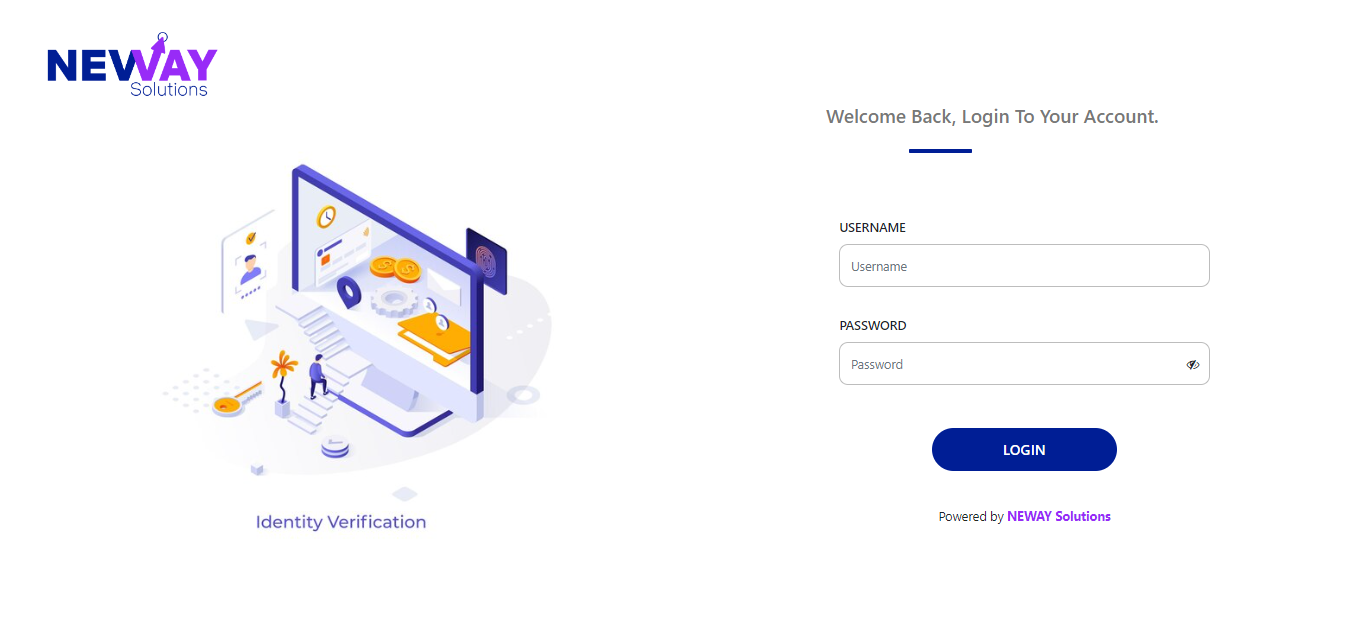 NEWAY
Solutions
Welcome Back, Login To Your Account.
USERNAME
Username
PASSWORD
Password
LOGIN
Powered by NEWAY Solutions
Identity Verification